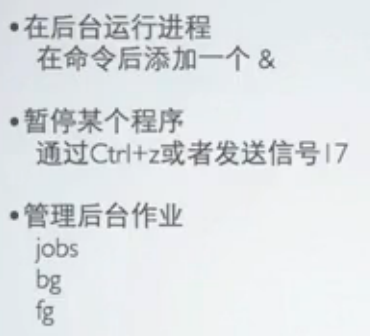 •在后台运行进程
在命令后添加一个 &
•暂停某个程序
通过Ctrl+z或者发送信号17
•管理后台作业
jobs
bg
fg